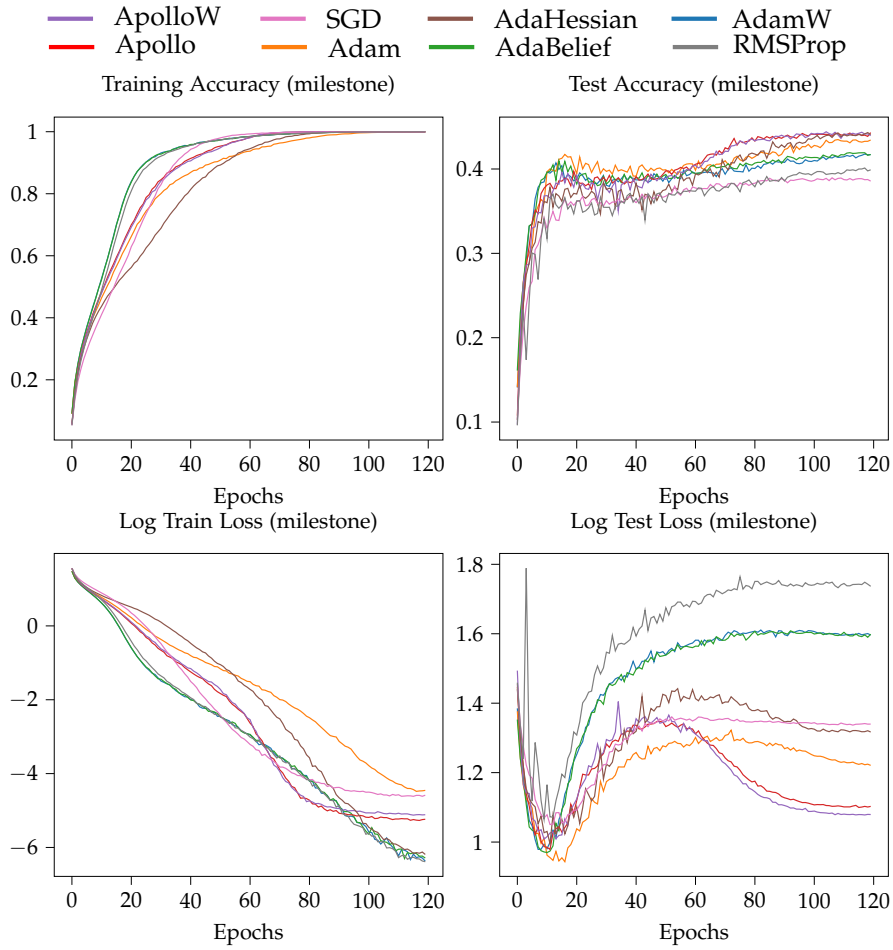 ApolloW SGD AdaHessian AdamW
Apollo Adam AdaBelief RMSProp
Training Accuracy (milestone)
1
0.8
0.6
0.4
0.2
0 20 40 60 80 100 120
Epochs
Test Accuracy (milestone)
0.4
0.3
0.2
0.1
0 20 40 60 80 100 120
Epochs
Log Train Loss (milestone)
0
−2
−4
−6
0 20 40 60 80 100 120
Epochs
Log Test Loss (milestone)
1.8
1.6
1.4
1.2
1
0 20 40 60 80 100 120
Epochs